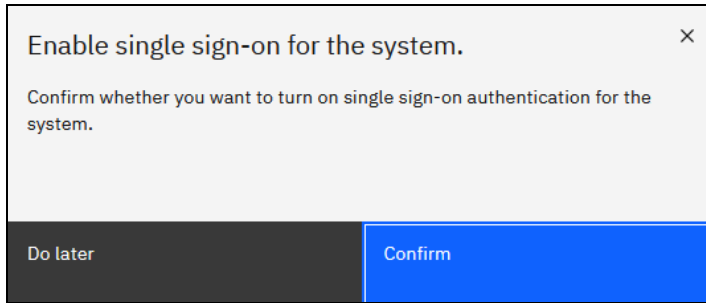 Enable single sign-on for the system.
Confirm whether you want to turn on single sign-on authentication for the
system.
Do later
Confirm